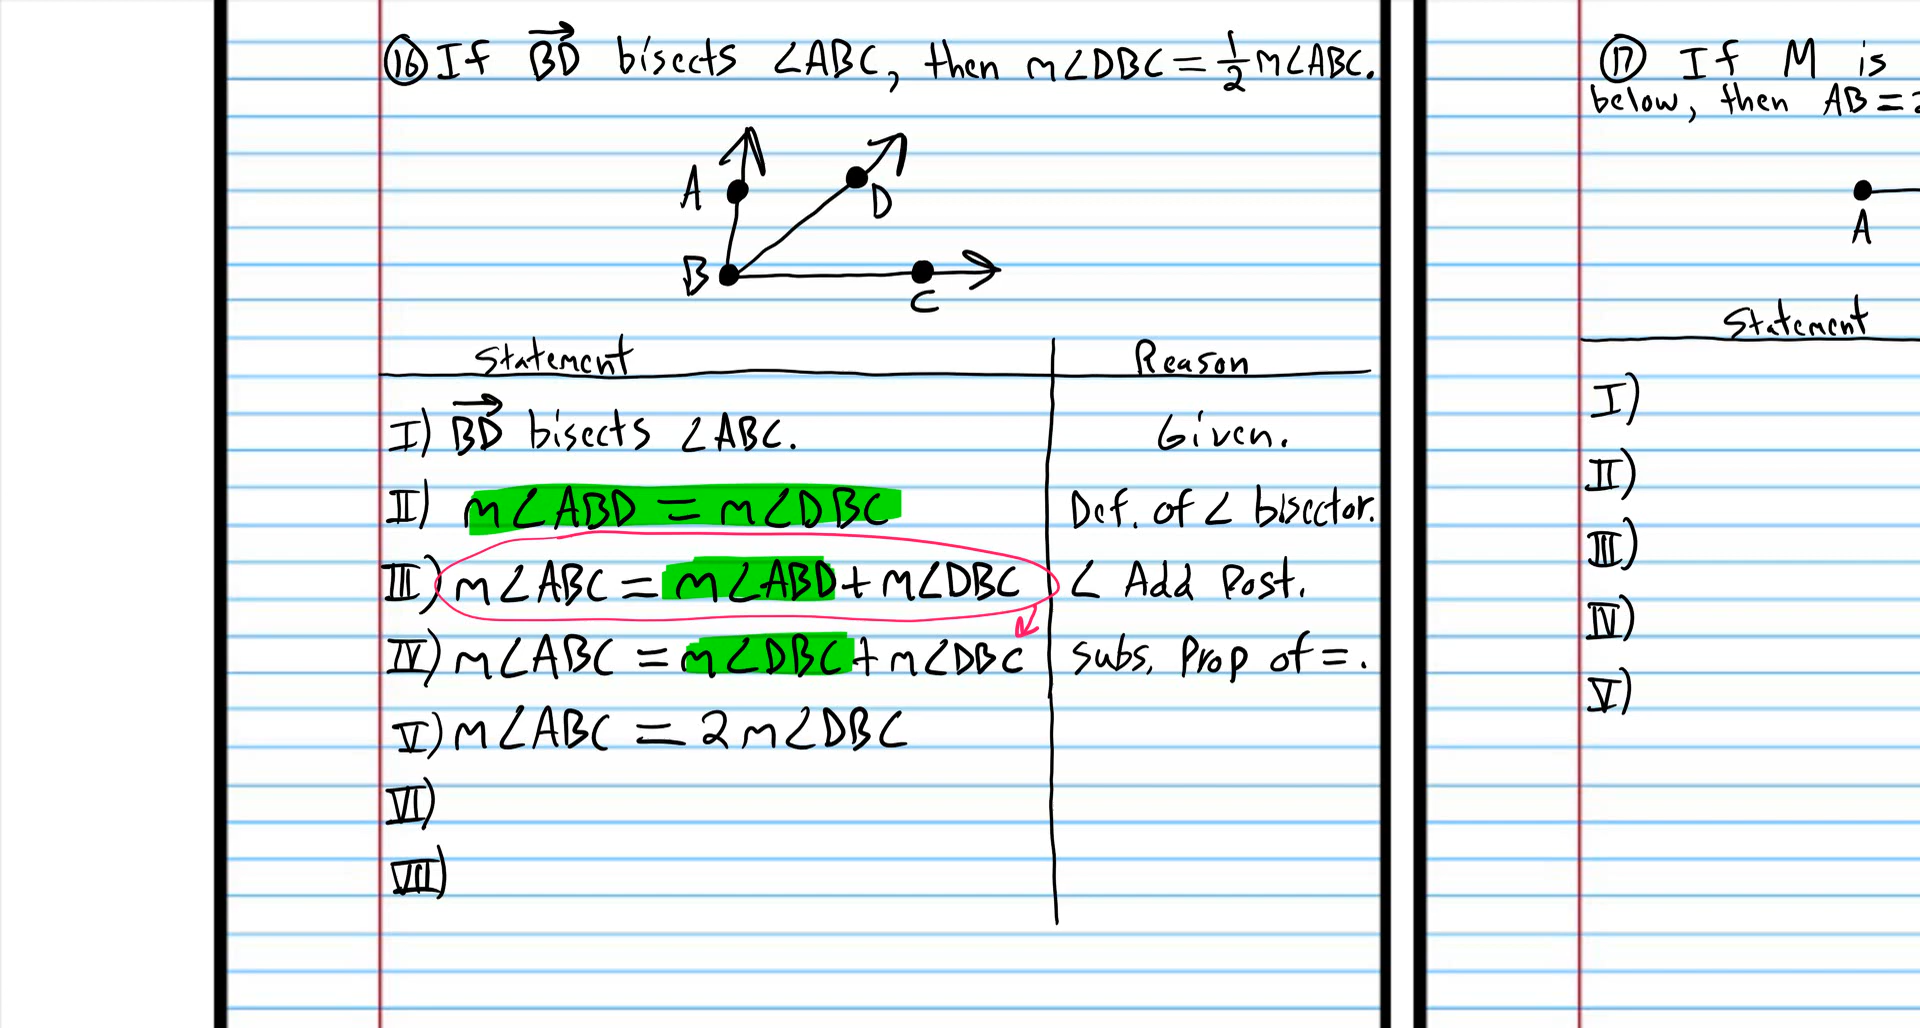 ⑯ If BD bisects ∠ABC, then m∠DBC = 1/2 m∠ABC.
A
D
B
C
Statement Reason
I) BD bisects ∠ABC. Given.
II) m∠ABD = m∠DBC Def. of ∠ bisector.
III) m∠ABC = m∠ABD + m∠DBC ∠ Add Post.
IV) m∠ABC = m∠DBC + m∠DBC subs. Prop of =.
V) m∠ABC = 2m∠DBC
VI)
VII)
⑰ If M is
below, then AB =
A
Statement
I)
II)
III)
IV)
V)